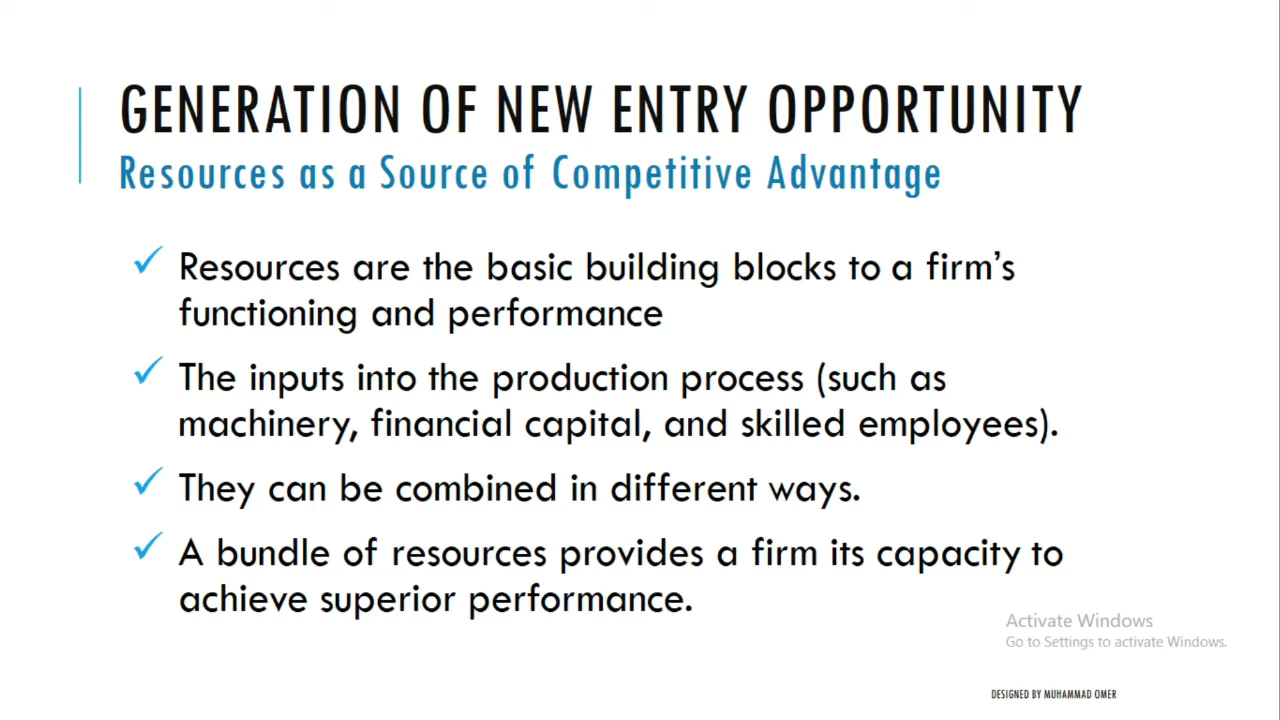 GENERATION OF NEW ENTRY OPPORTUNITY
Resources as a Source of Competitive Advantage
✓ Resources are the basic building blocks to a firm's
functioning and performance
✓ The inputs into the production process (such as
machinery, financial capital, and skilled employees).
✓ They can be combined in different ways.
✓ A bundle of resources provides a firm its capacity to
achieve superior performance.
Activate Windows
Go to Settings to activate Windows.
DESIGNED BY MUHAMMAD OMER